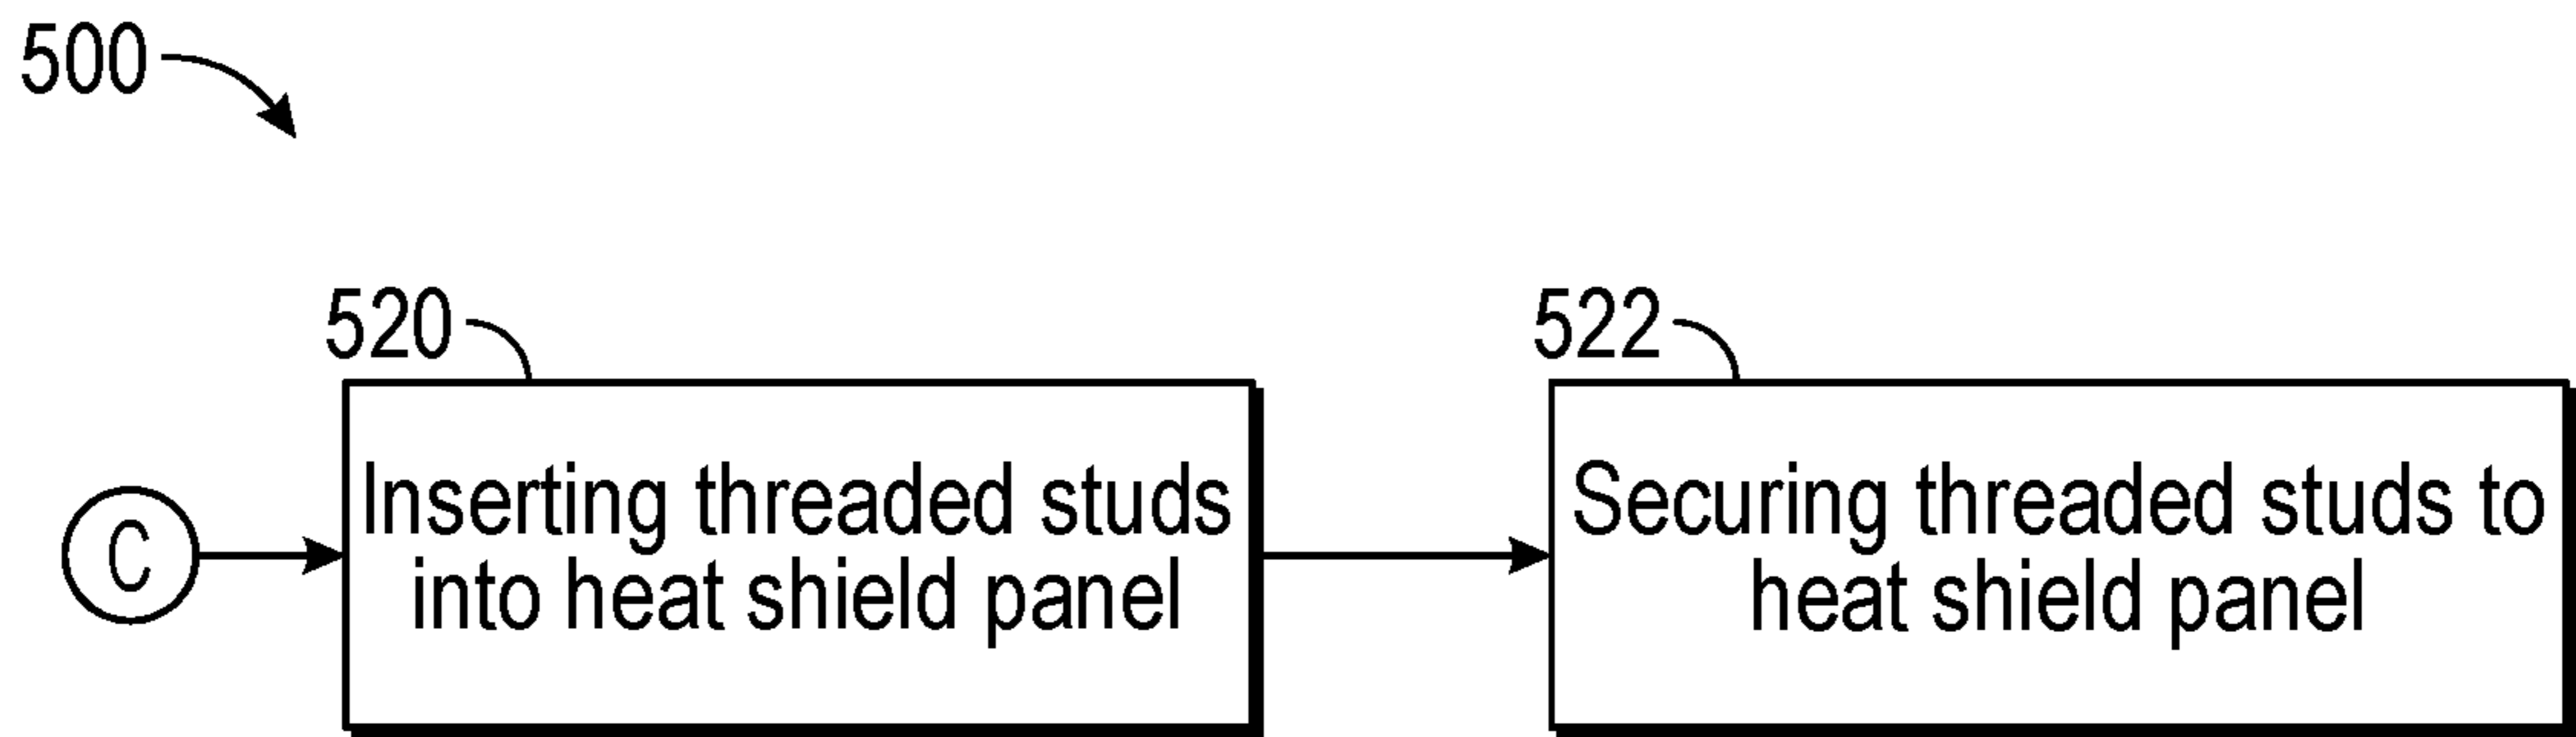 500
520
522
C
Inserting threaded studs
into heat shield panel
Securing threaded studs to
heat shield panel